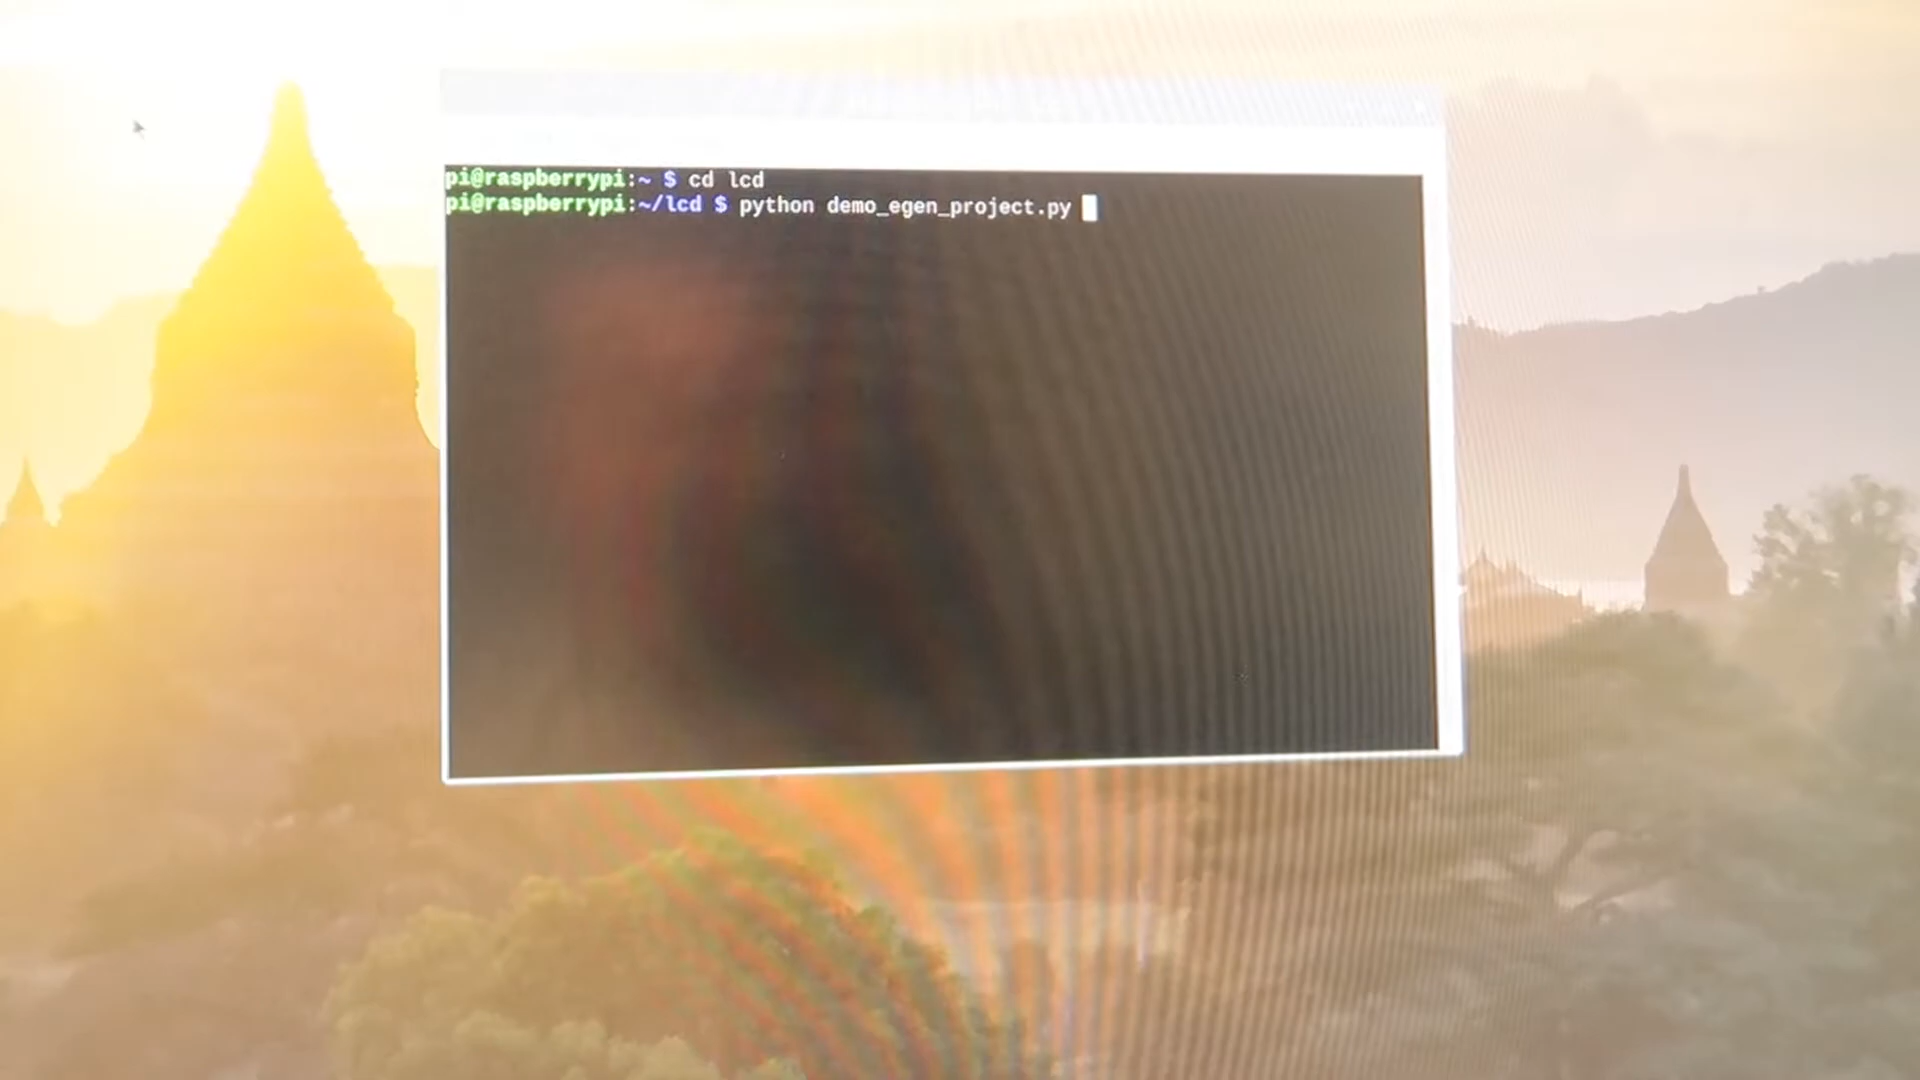 pi@raspberrypi:~ $ cd lcd
pi@raspberrypi:~/lcd $ python demo_egen_project.py